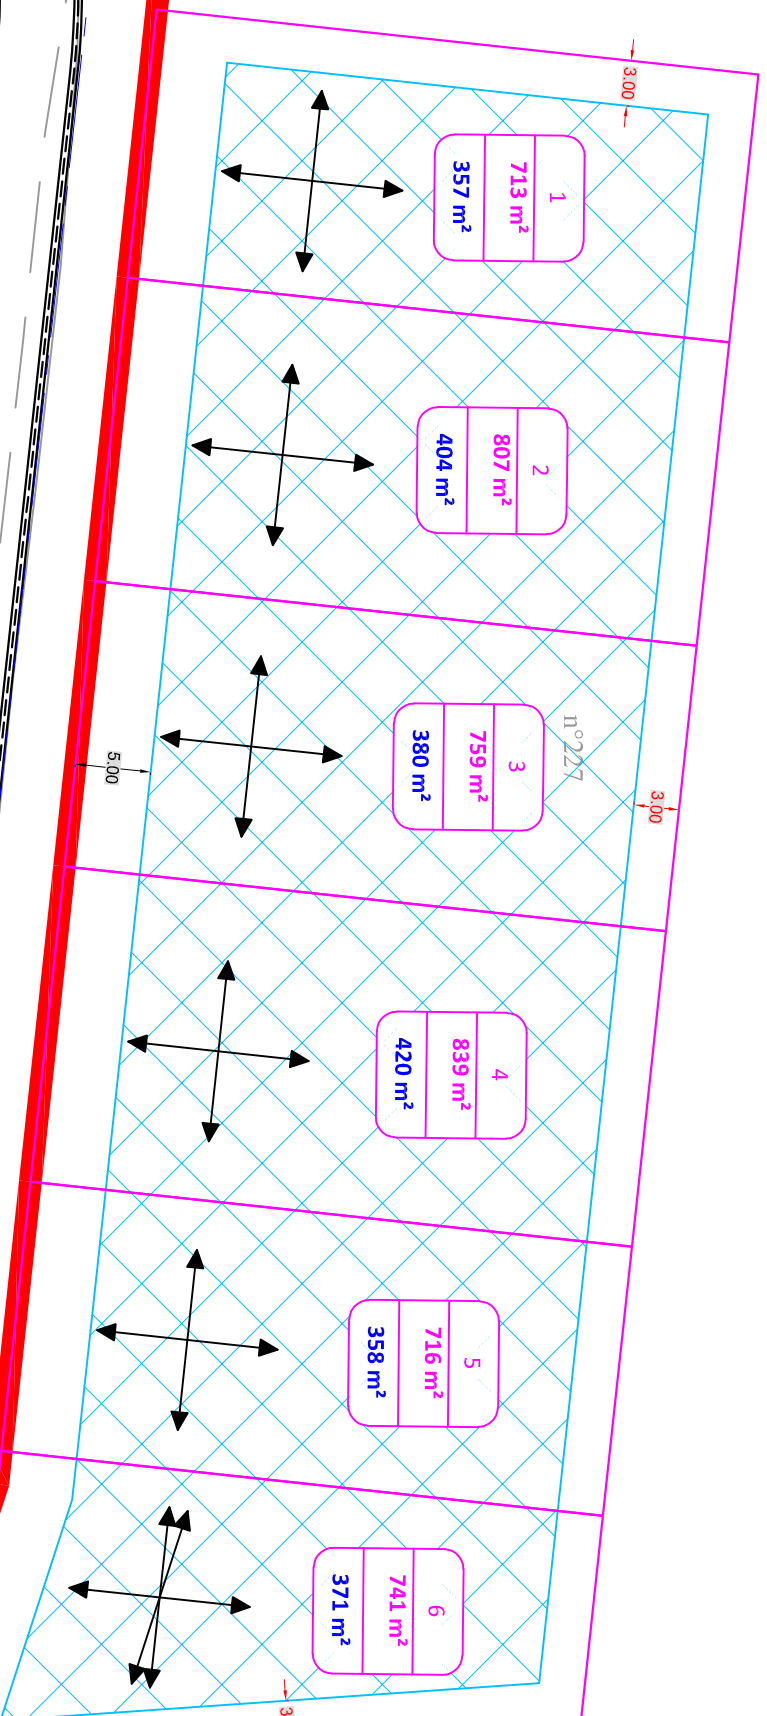 3.00
1
713 m²
357 m²
2
807 m²
404 m²
n°227
3
759 m²
380 m²
5.00
3.00
4
839 m²
420 m²
5
716 m²
358 m²
6
741 m²
371 m²
3